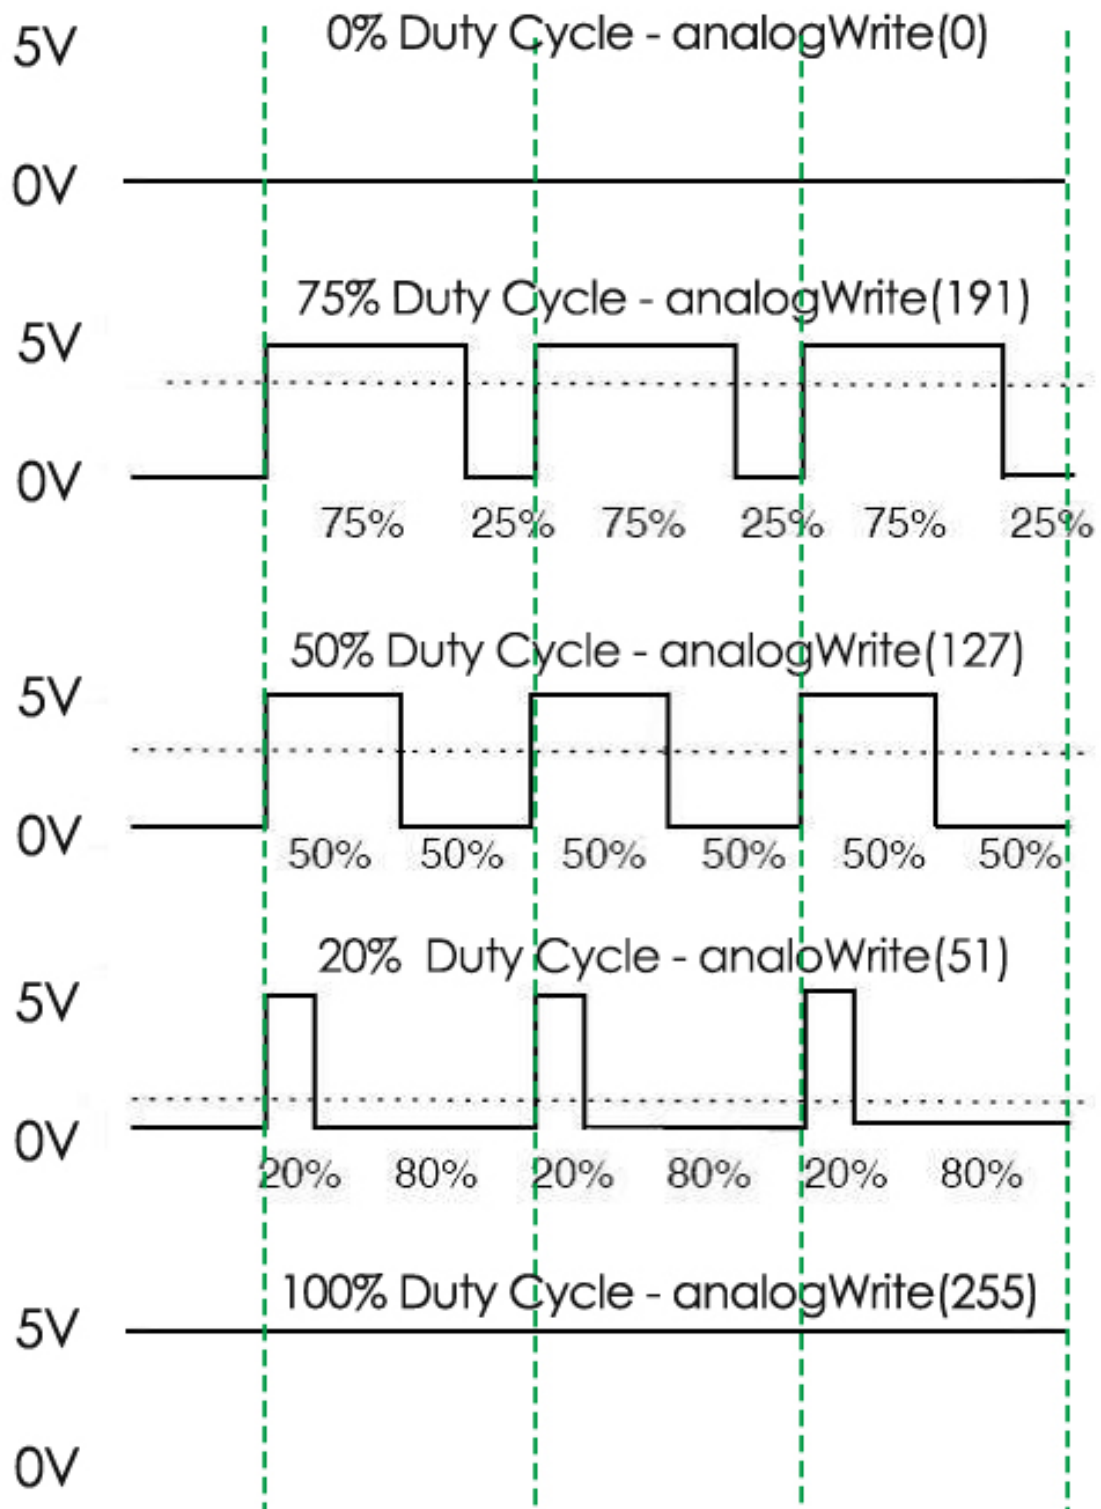 5V 0% Duty Cycle - analogWrite(0)
0V
75% Duty Cycle - analogWrite(191)
5V
0V
75% 25% 75% 25% 75% 25%
50% Duty Cycle - analogWrite(127)
5V
0V
50% 50% 50% 50% 50% 50%
20% Duty Cycle - analoWrite(51)
5V
0V
20% 80% 20% 80% 20% 80%
100% Duty Cycle - analogWrite(255)
5V
0V